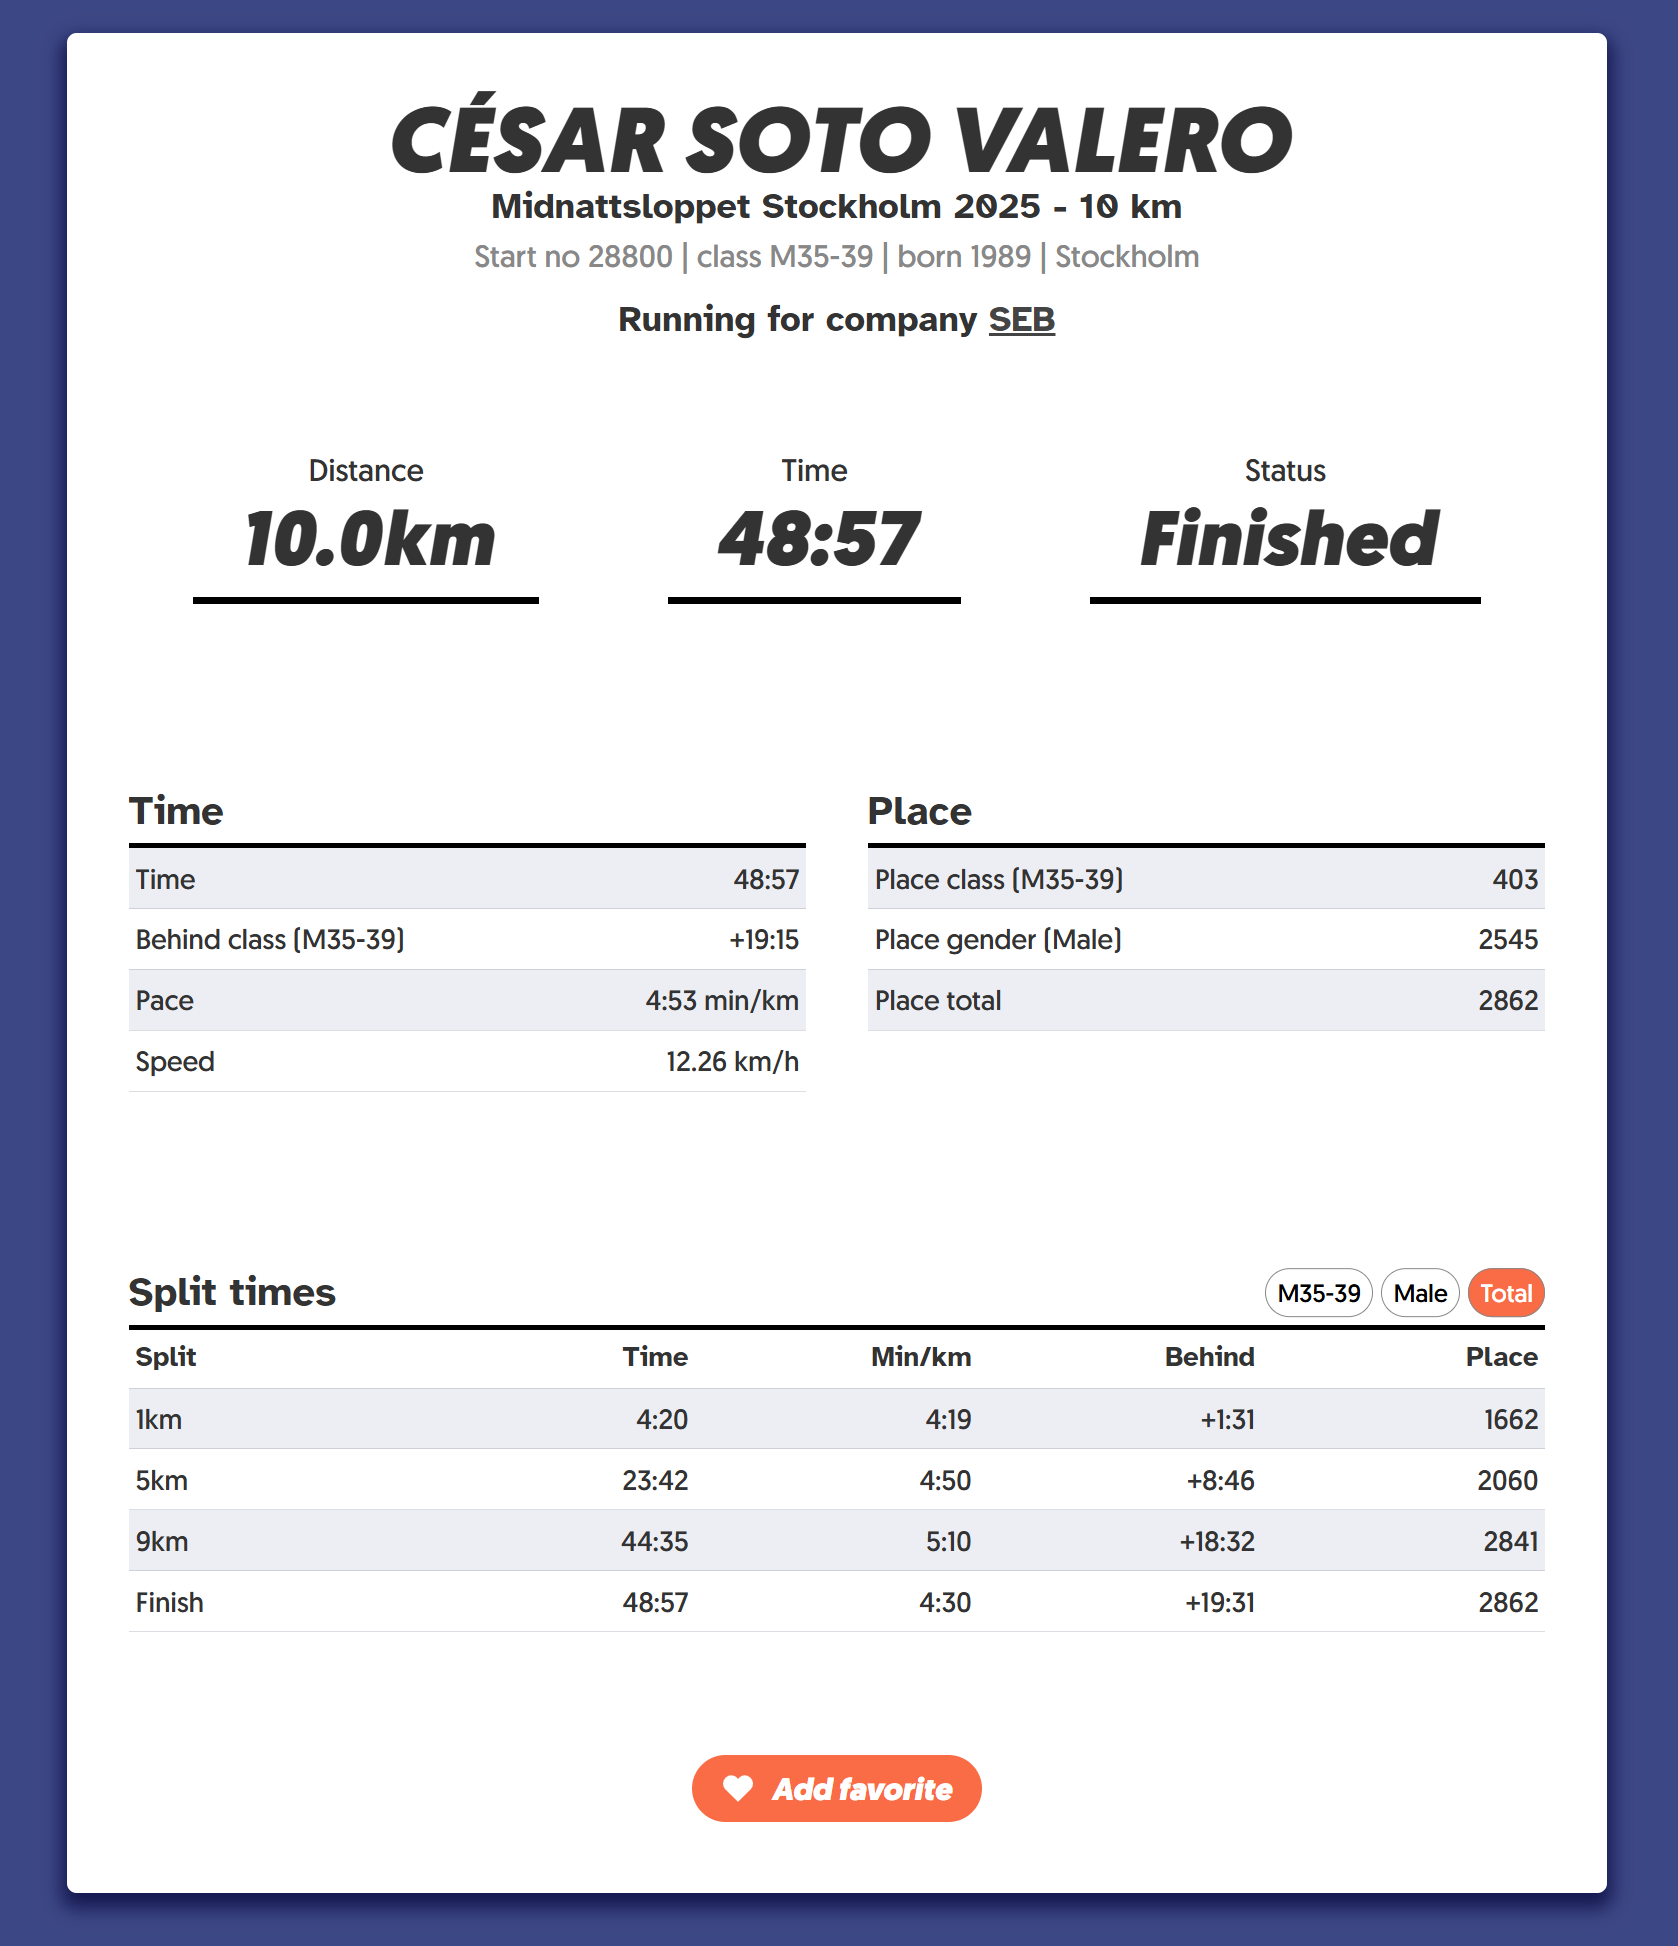 CÉSAR SOTO VALERO
Midnattsloppet Stockholm 2025 - 10 km
Start no 28800 | class M35-39 | born 1989 | Stockholm
Running for company SEB
Distance
10.0km
Time
48:57
Status
Finished
Time
Time 48:57
Behind class (M35-39) +19:15
Pace 4:53 min/km
Speed 12.26 km/h
Place
Place class (M35-39) 403
Place gender (Male) 2545
Place total 2862
Split times M35-39 Male Total
Split Time Min/km Behind Place
1km 4:20 4:19 +1:31 1662
5km 23:42 4:50 +8:46 2060
9km 44:35 5:10 +18:32 2841
Finish 48:57 4:30 +19:31 2862
Add favorite